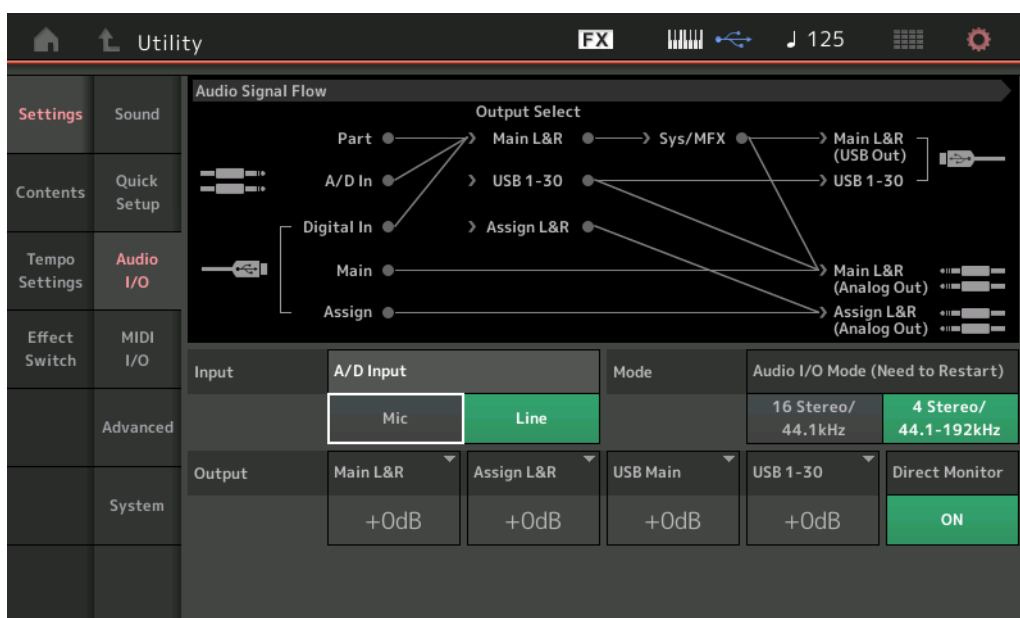 Utility
FX
125
Settings
Contents
Tempo
Settings
Effect
Switch
Sound
Quick
Setup
Audio
I/O
MIDI
I/O
Advanced
System
Audio Signal Flow
Output Select
Part
Main L&R
Sys/MFX
Main L&R
(USB Out)
A/D In
USB 1-30
USB 1-30
Digital In
Assign L&R
Main
Main L&R
(Analog Out)
Assign
Assign L&R
(Analog Out)
Input
A/D Input
Mic
Line
Mode
Audio I/O Mode (Need to Restart)
16 Stereo/
44.1kHz
4 Stereo/
44.1-192kHz
Output
Main L&R
+0dB
Assign L&R
+0dB
USB Main
+0dB
USB 1-30
+0dB
Direct Monitor
ON